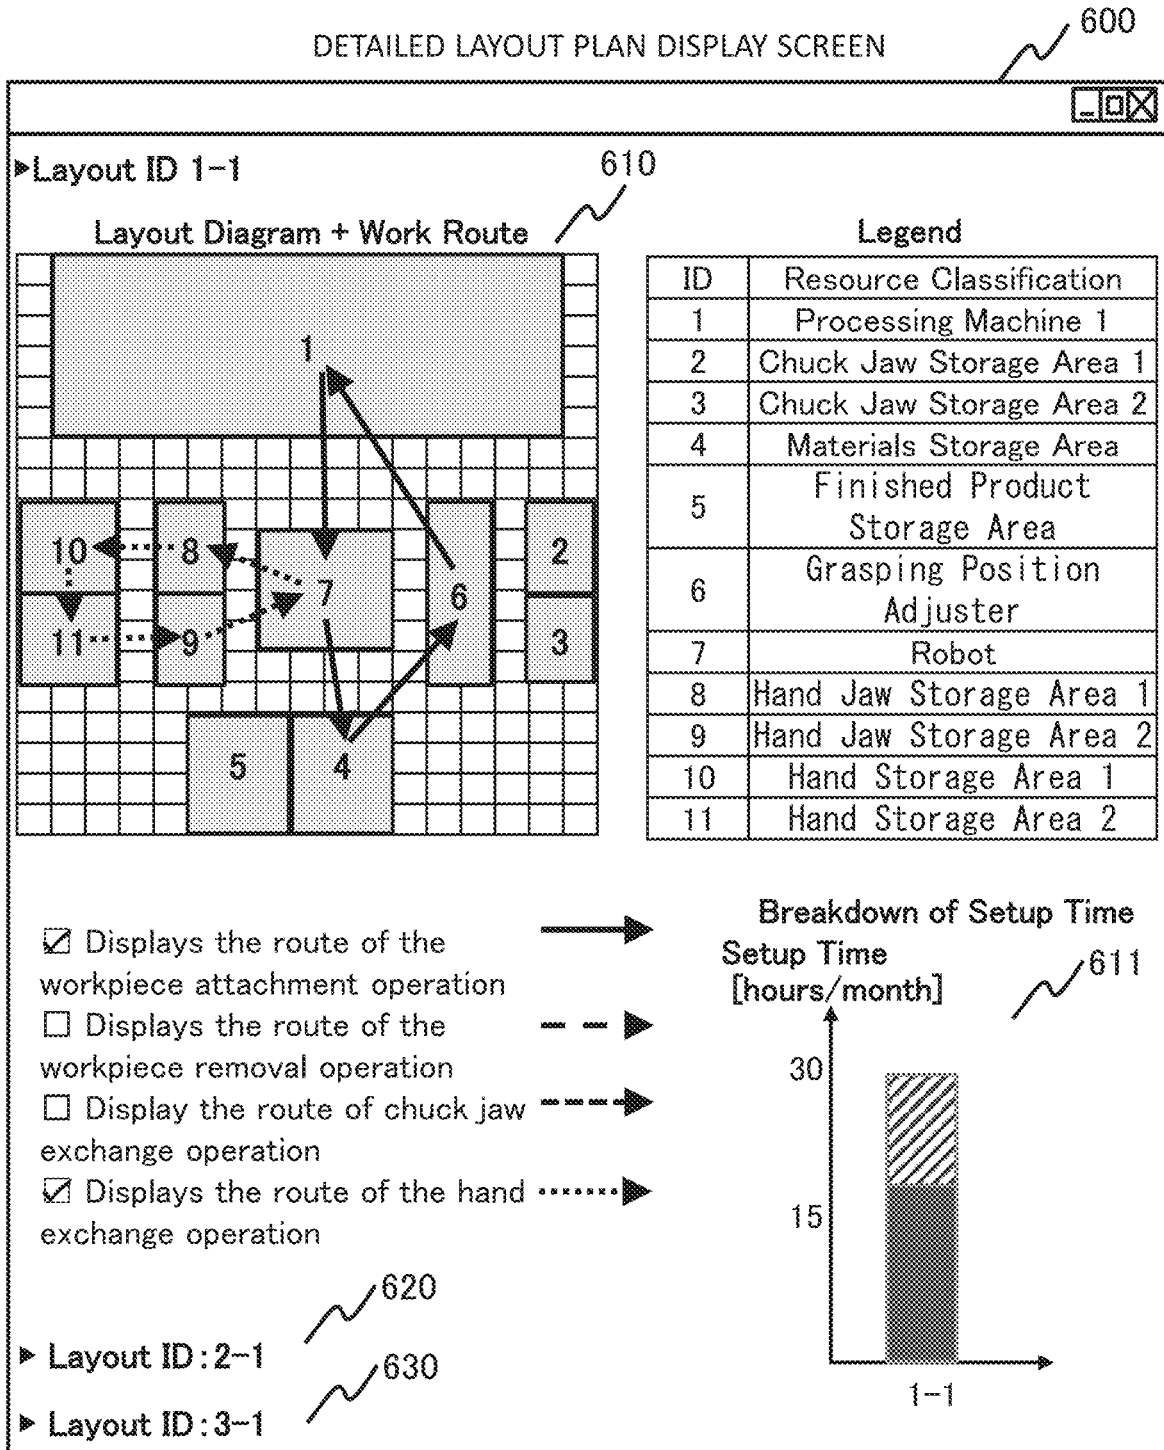 600
DETAILED LAYOUT PLAN DISPLAY SCREEN
Layout ID 1-1
610
Layout Diagram + Work Route
1
10
8
7
6
2
11
9
3
5
4
Legend
ID Resource Classification
1 Processing Machine 1
2 Chuck Jaw Storage Area 1
3 Chuck Jaw Storage Area 2
4 Materials Storage Area
5 Finished Product
Storage Area
6 Grasping Position
Adjuster
7 Robot
8 Hand Jaw Storage Area 1
9 Hand Jaw Storage Area 2
10 Hand Storage Area 1
11 Hand Storage Area 2
Displays the route of the
workpiece attachment operation
Displays the route of the
workpiece removal operation
Display the route of chuck jaw
exchange operation
Displays the route of the hand
exchange operation
Breakdown of Setup Time
Setup Time
[hours/month]
611
30
15
1-1
620
Layout ID:2-1
630
Layout ID:3-1